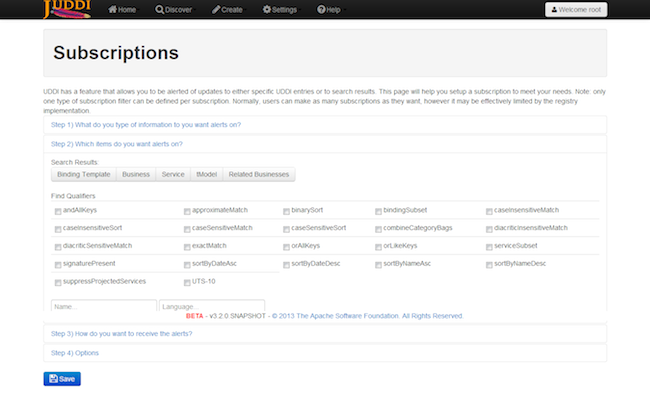 JUDDI Home Discover Create Settings Help Welcome root
Subscriptions
UDDI has a feature that allows you to be alerted of updates to either specific UDDI entries or to search results. This page will help you setup a subscription to meet your needs. Note: only
one type of subscription filter can be defined per subscription. Normally, users can make as many subscriptions as they want, however it may be effectively limited by the registry
implementation.
Step 1) What do you type of information to you want alerts on?
Step 2) Which items do you want alerts on?
Search Results:
Binding Template Business Service tModel Related Businesses
Find Qualifiers
andAllKeys approximateMatch binarySort bindingSubset caseInsensitiveMatch
caseInsensitiveSort caseSensitiveMatch caseSensitiveSort combineCategoryBags diacriticInsensitiveMatch
diacriticSensitiveMatch exactMatch orAllKeys orLikeKeys serviceSubset
signaturePresent sortByDateAsc sortByDateDesc sortByNameAsc sortByNameDesc
suppressProjectedServices UTS-10
Name... Language...
BETA - v3.2.0 SNAPSHOT - © 2013 The Apache Software Foundation. All Rights Reserved.
Step 3) How do you want to receive the alerts?
Step 4) Options
Save